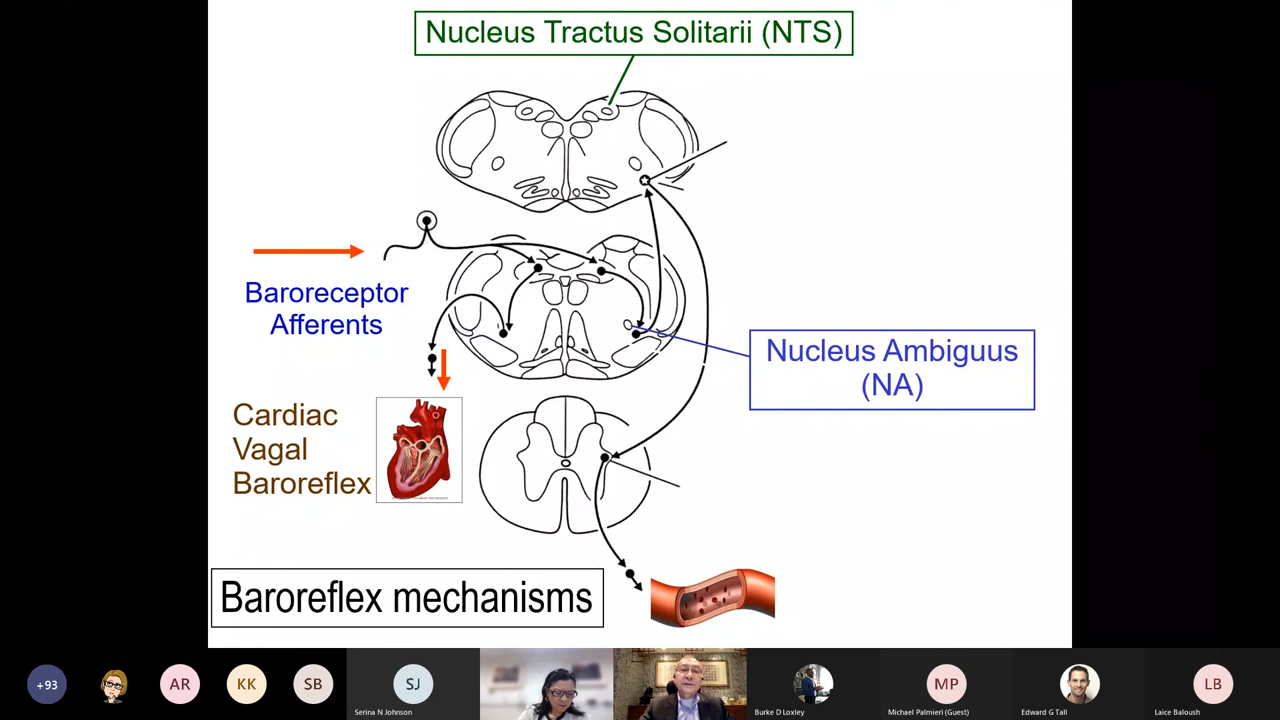 Nucleus Tractus Solitarii (NTS)
Baroreceptor
Afferents
Nucleus Ambiguus
(NA)
Cardiac
Vagal
Baroreflex
Baroreflex mechanisms
+93
AR
KK
SB
SJ
Serina N Johnson
Burke D Loxley
MP
Michael Palmieri (Guest)
Edward G Tall
LB
Laice Baloush